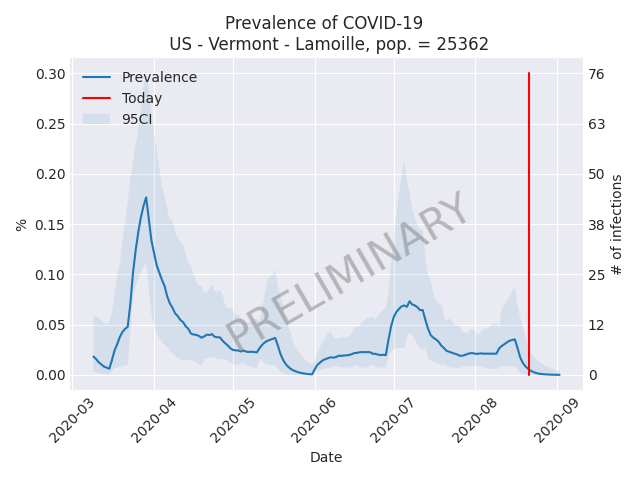 Prevalence of COVID-19
US - Vermont - Lamoille, pop. = 25362
Prevalence
Today
95CI
PRELIMINARY
%
0.30
0.25
0.20
0.15
0.10
0.05
0.00
76
63
50
38
25
12
0
# of infections
2020-03
2020-04
2020-05
2020-06
2020-07
2020-08
2020-09
Date